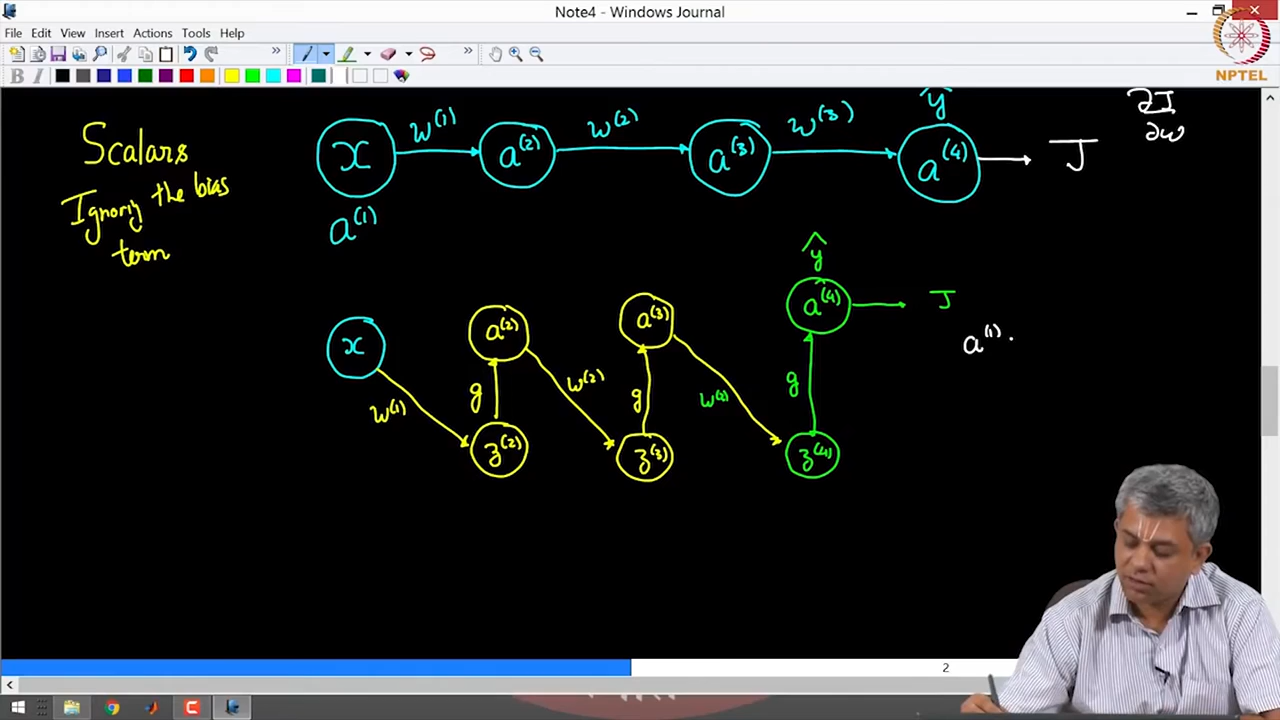 Note4 - Windows Journal
NPTEL
File Edit View Insert Actions Tools Help
Scalars
Ignoring the bias
term
x w(1) a(2) w(2) a(3) w(3) a(4) J
ŷ
∂J
∂w
a(1)
ŷ
x a(2) a(3) a(4) J
a(1).
w(1) g w(2) g w(3) g
z(2) z(3) z(4)
2